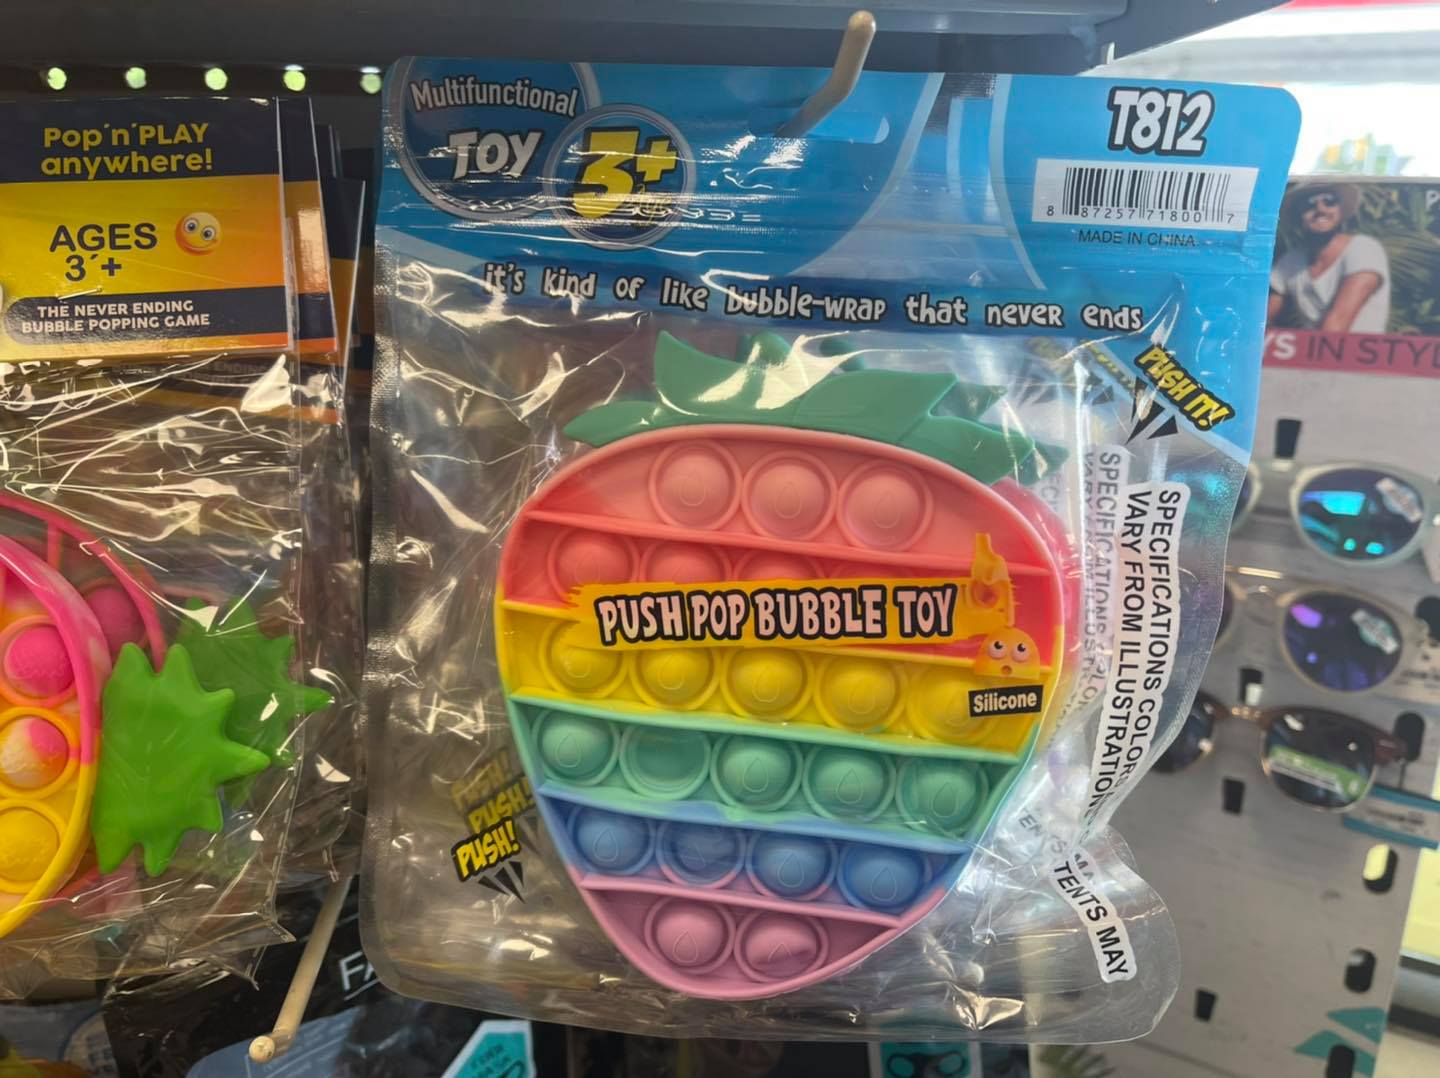 Pop'n'PLAY
anywhere!
AGES
3´+
THE NEVER ENDING
BUBBLE POPPING GAME
Multifunctional
TOY
3+
T812
8 87257 71800 7
MADE IN CHINA
it's kind of like bubble-wrap that never ends
PUSH IT!
PUSH POP BUBBLE TOY
Silicone
SPECIFICATIONS COLORS
VARY FROM ILLUSTRATION
TENTS MAY
PUSH!
PUSH!
IN STYL